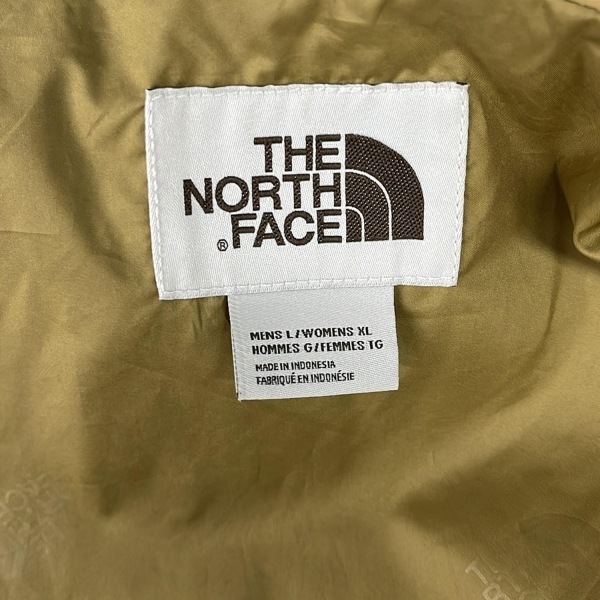 THE
NORTH
® FACE
MENS L/WOMENS XL
HOMMES G/FEMMES TG
MADE IN INDONESIA
FABRIQUÉ EN INDONÉSIE